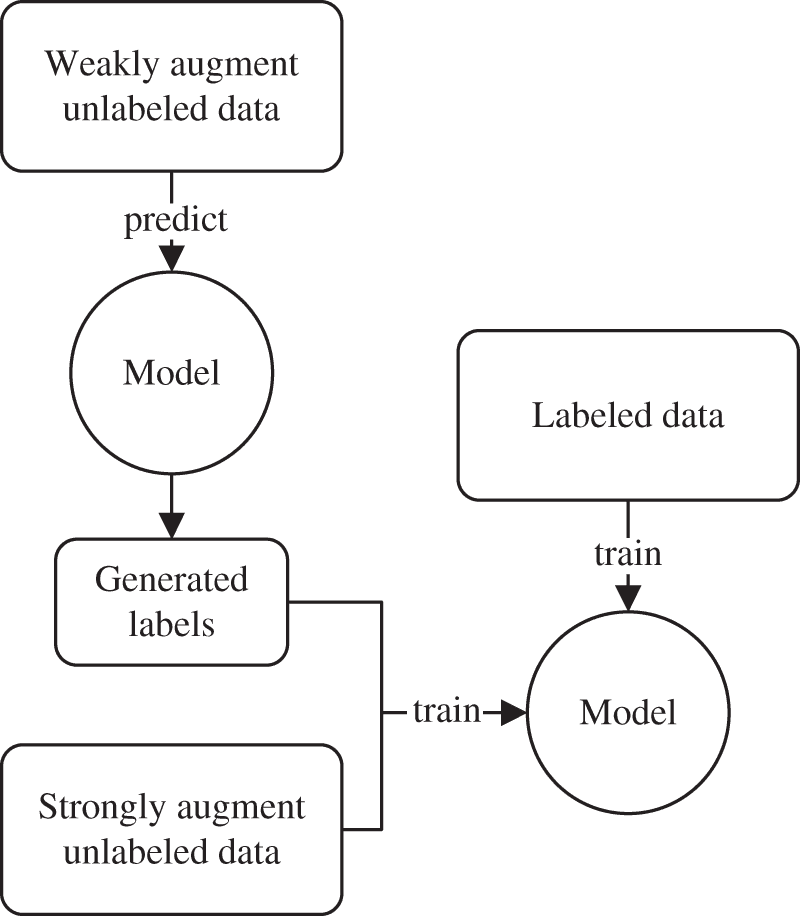 Weakly augment
unlabeled data
predict
Model
Generated
labels
Strongly augment
unlabeled data
train
Labeled data
train
Model